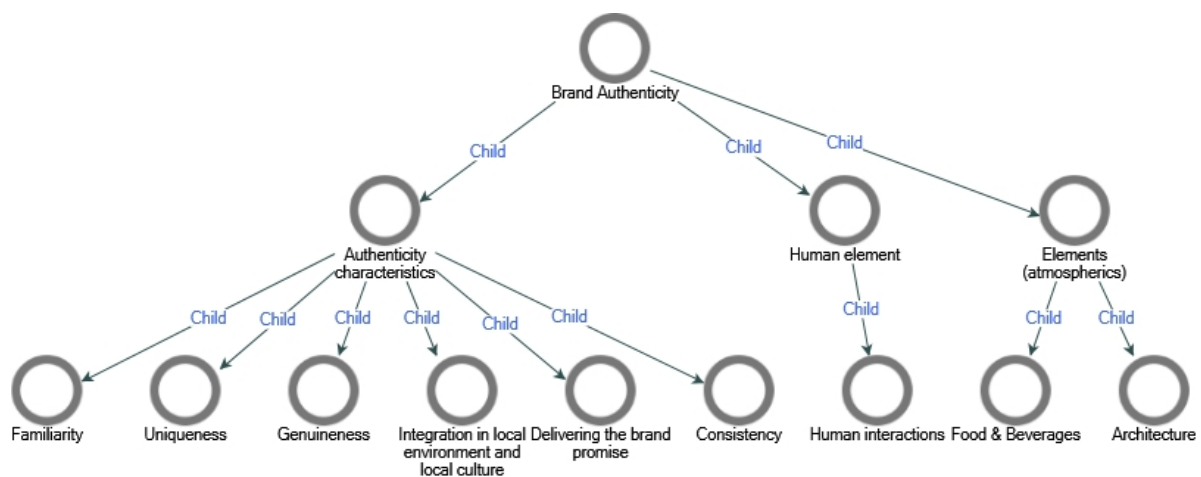 Brand Authenticity
Child
Child
Child
Authenticity
characteristics
Human element
Elements
(atmospherics)
Child
Child
Child
Child
Child
Child
Child
Child
Child
Familiarity
Uniqueness
Genuineness
Integration in local
environment and
local culture
Delivering the brand
promise
Consistency
Human interactions
Food & Beverages
Architecture